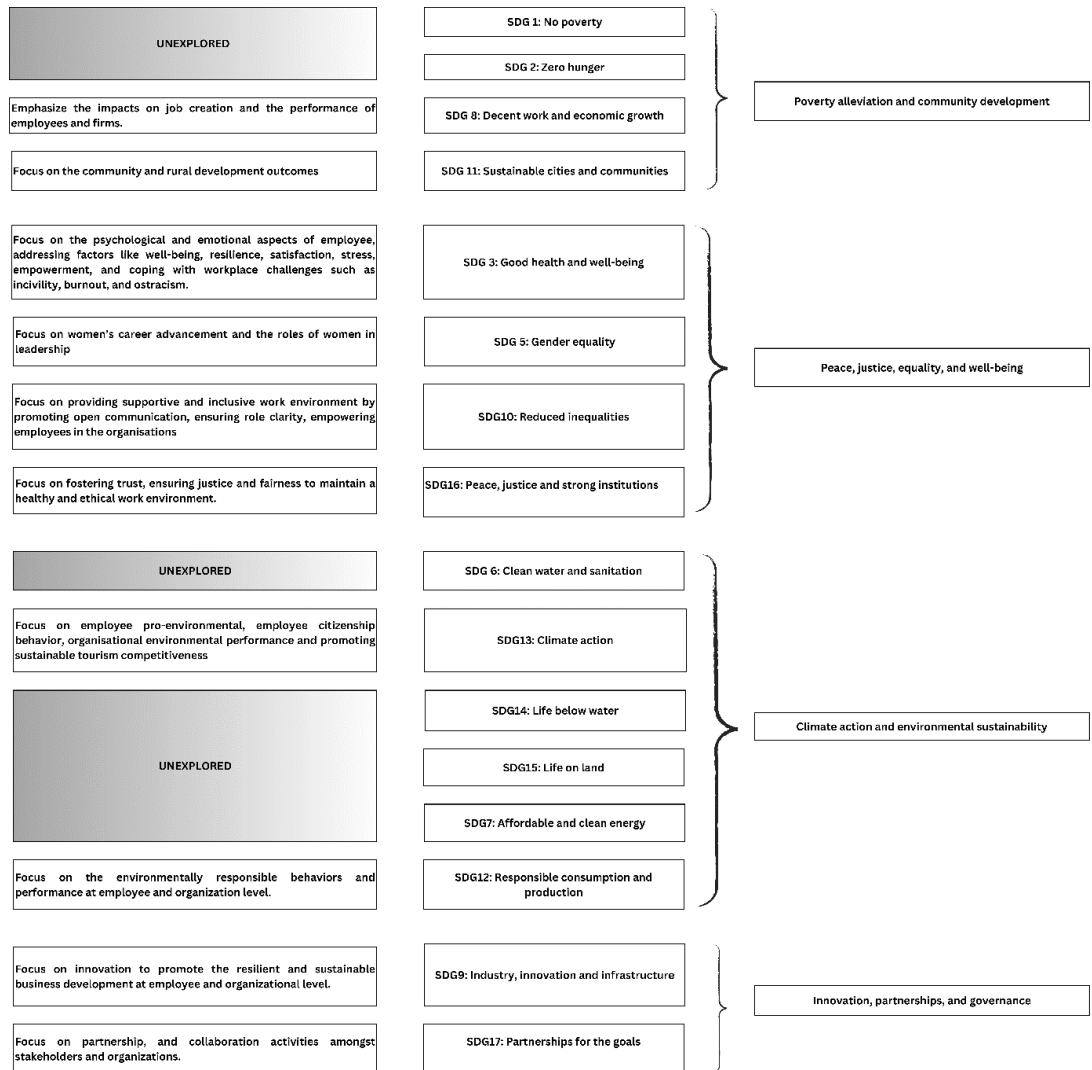 UNEXPLORED
SDG 1: No poverty
SDG 2: Zero hunger
Emphasize the impacts on job creation and the performance of
employees and firms.
SDG 8: Decent work and economic growth
Focus on the community and rural development outcomes
SDG 11: Sustainable cities and communities
Poverty alleviation and community development
Focus on the psychological and emotional aspects of employee,
addressing factors like well-being, resilience, satisfaction, stress,
empowerment, and coping with workplace challenges such as
incivility, burnout, and ostracism.
SDG 3: Good health and well-being
Focus on women's career advancement and the roles of women in
leadership
SDG 5: Gender equality
Focus on providing supportive and inclusive work environment by
promoting open communication, ensuring role clarity, empowering
employees in the organisations
SDG10: Reduced inequalities
Focus on fostering trust, ensuring justice and fairness to maintain a
healthy and ethical work environment.
SDG16: Peace, justice and strong institutions
Peace, justice, equality, and well-being
UNEXPLORED
SDG 6: Clean water and sanitation
Focus on employee pro-environmental, employee citizenship
behavior, organisational environmental performance and promoting
sustainable tourism competitiveness
SDG13: Climate action
UNEXPLORED
SDG14: Life below water
SDG15: Life on land
SDG7: Affordable and clean energy
Focus on the environmentally responsible behaviors and
performance at employee and organization level.
SDG12: Responsible consumption and
production
Climate action and environmental sustainability
Focus on innovation to promote the resilient and sustainable
business development at employee and organizational level.
SDG9: Industry, innovation and infrastructure
Focus on partnership, and collaboration activities amongst
stakeholders and organizations.
SDG17: Partnerships for the goals
Innovation, partnerships, and governance